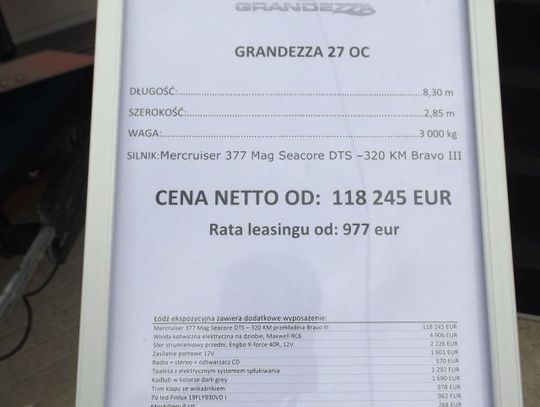 GRANDEZZA
GRANDEZZA 27 OC
DŁUGOŚĆ:..........................................................................8,30 m
SZEROKOŚĆ:......................................................................2,85 m
WAGA:.............................................................................3 000 kg
SILNIK:Mercruiser 377 Mag Seacore DTS –320 KM Bravo III
CENA NETTO OD: 118 245 EUR
Rata leasingu od: 977 eur
Łódź ekspozycyjna zawiera dodatkowe wyposażenie:
Mercruiser 377 Mag Seacore DTS – 320 KM przekładnia Bravo III 118 245 EUR
Winda kotwiczna elektryczna na dziobie, Maxwell RC6 4 906 EUR
Ster strumieniowy przedni, Engbo X-force 40R, 12V 2 226 EUR
Zasilanie portowe 12V 1 601 EUR
Radio + stereo + odtwarzacz CD 570 EUR
Toaleta z elektrycznym systemem spłukiwania 1 292 EUR
Kadłub w kolorze dark grey 1 690 EUR
Trim klapy ze wskaźnikiem 378 EUR
TV led Finlux 19FLY930VD I 962 EUR
268 EUR